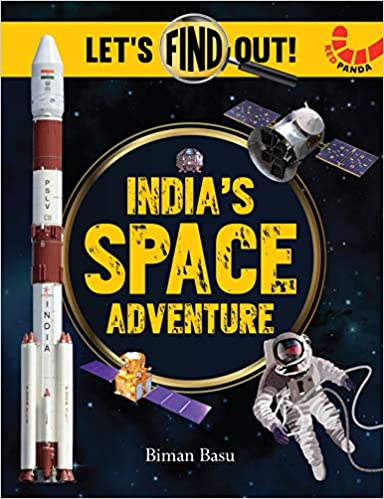 LET'S FIND OUT!
RED PANDA
INDIA'S
SPACE
ADVENTURE
PSLV
INDIA
Biman Basu